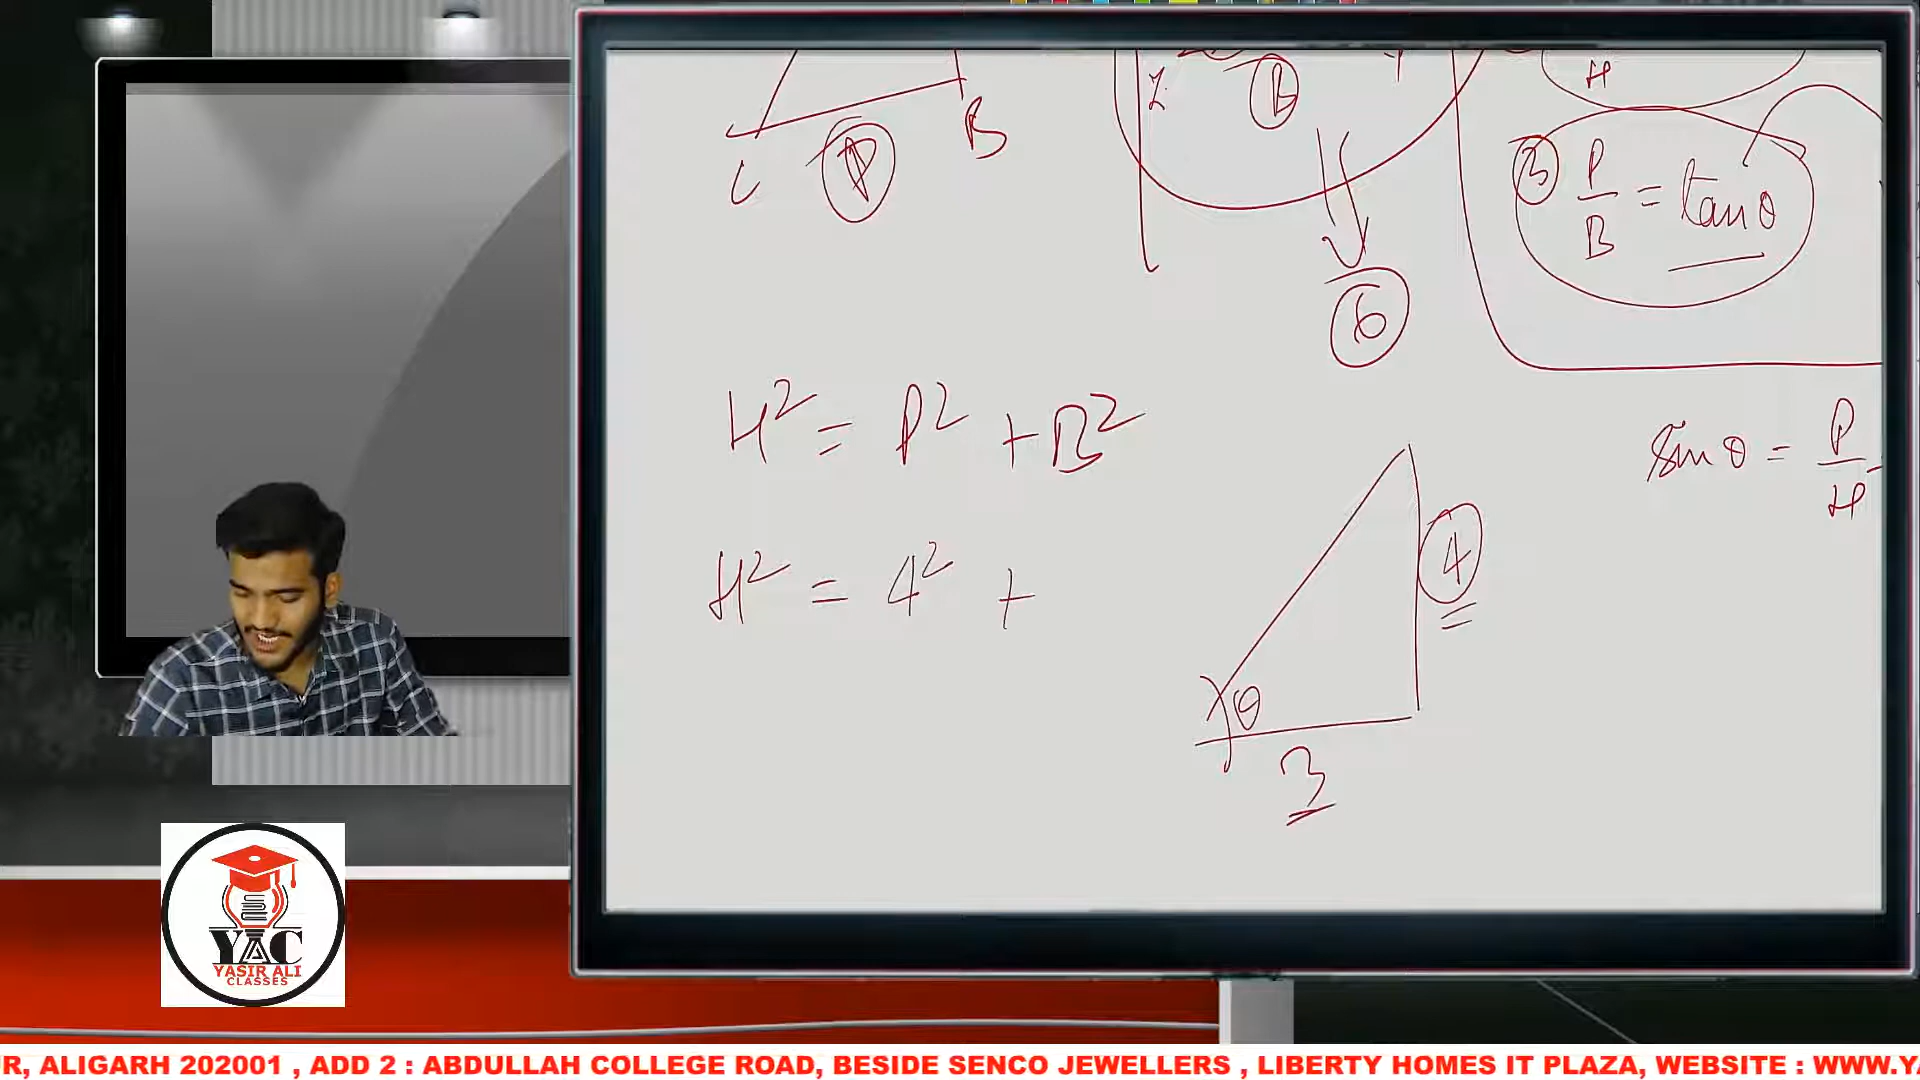 H
Z
B
C
P
B
3 P/B = tanθ
6
H² = P² + B²
sinθ = P/H
H² = 4² +
4
θ
3
YAC
YASIR ALI
CLASSES
R, ALIGARH 202001 , ADD 2 : ABDULLAH COLLEGE ROAD, BESIDE SENCO JEWELLERS , LIBERTY HOMES IT PLAZA, WEBSITE : WWW.